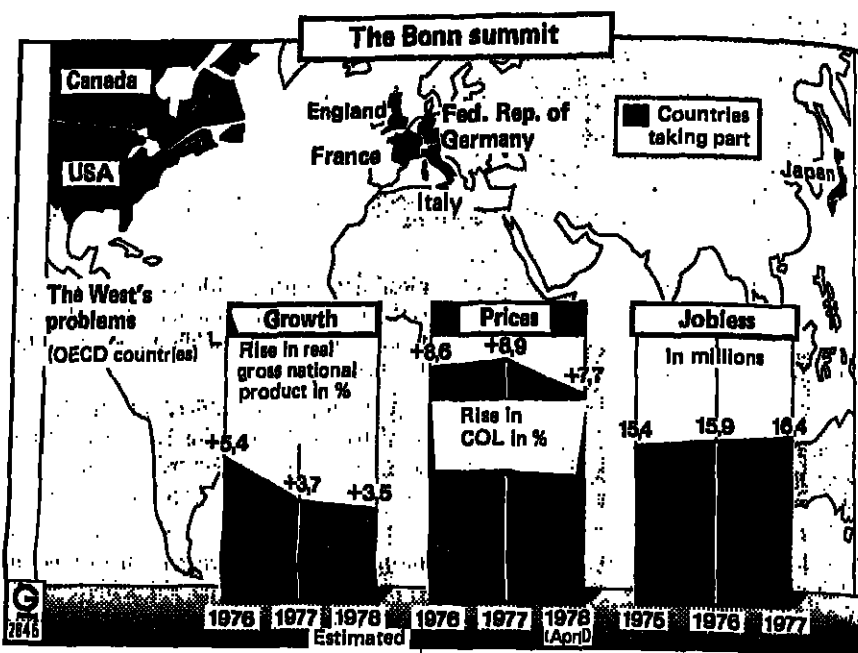 The Bonn summit
Canada
USA
England
Fed. Rep. of
Germany
France
Italy
Countries
taking part
Japan
The West's
problems
(OECD countries)
Growth
Rise in real
gross national
product in %
+5,4
+3,7
+3,5
1976 1977 1978
Estimated
Prices
+8,6
+8,9
+7,7
Rise in
COL in %
1976 1977 1978
(April)
Jobless
In millions
15,4
15,9
16,4
1975 1976 1977
2846